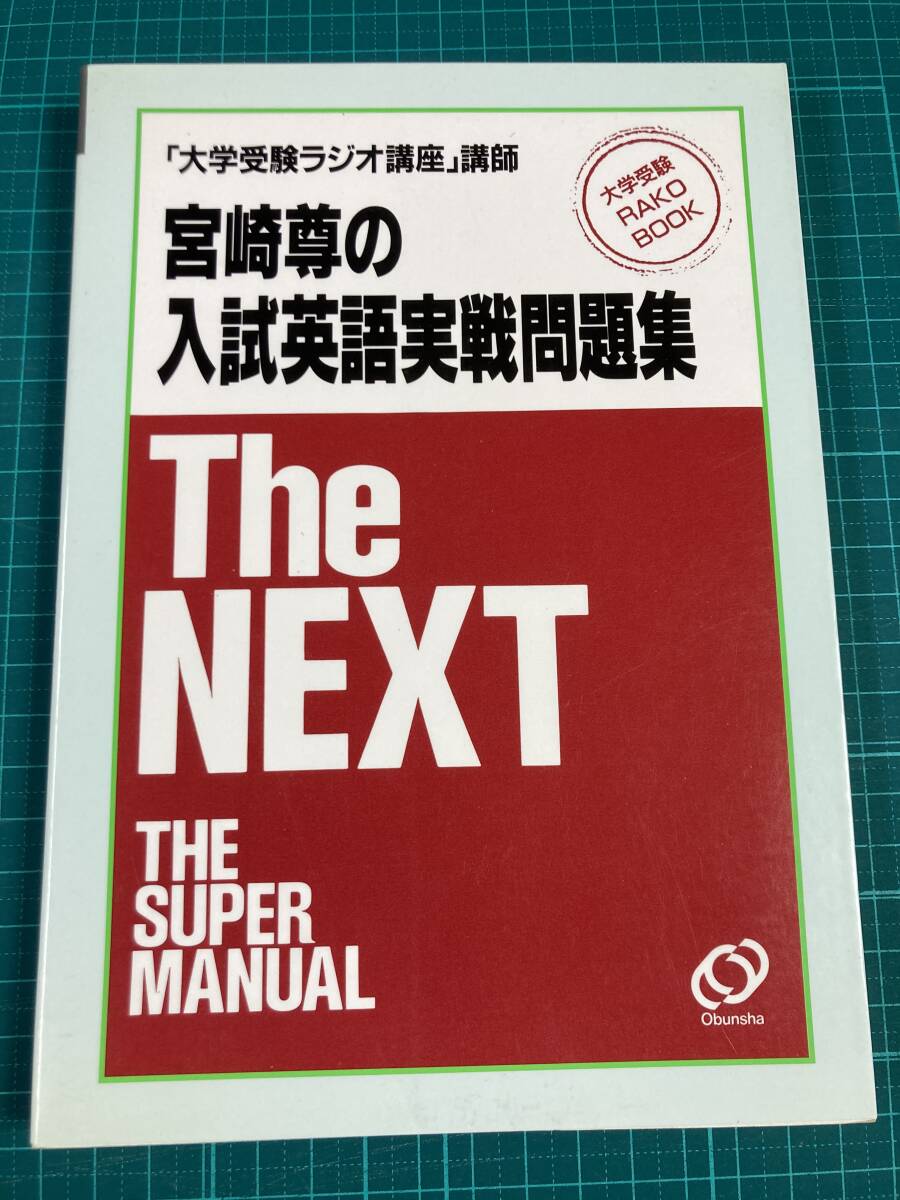 「大学受験ラジオ講座」講師
大学受験
RAKO
BOOK
宮崎尊の
入試英語実戦問題集
The
NEXT
THE
SUPER
MANUAL
Obunsha